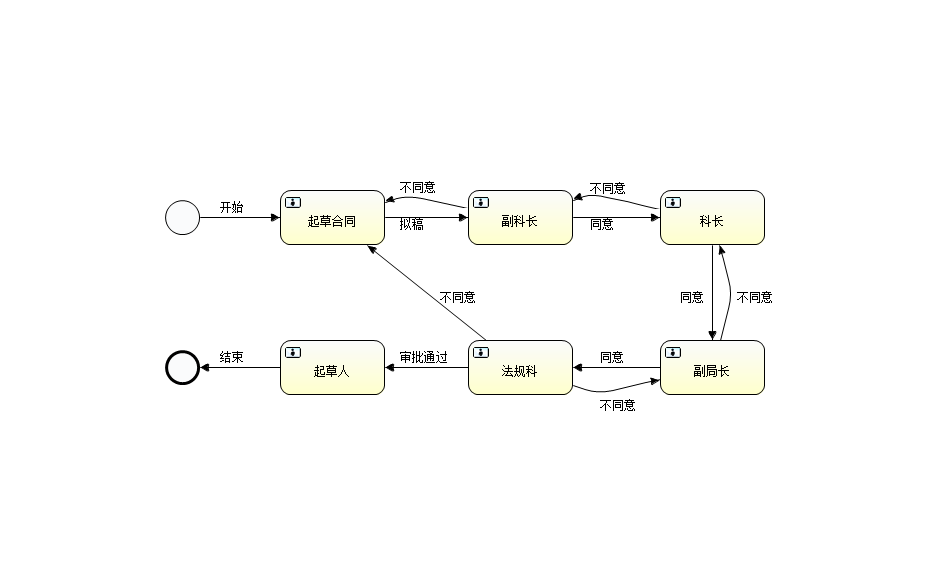 不同意
不同意
开始
起草合同
拟稿
副科长
同意
科长
不同意
同意
不同意
结束
起草人
审批通过
法规科
同意
副局长
不同意